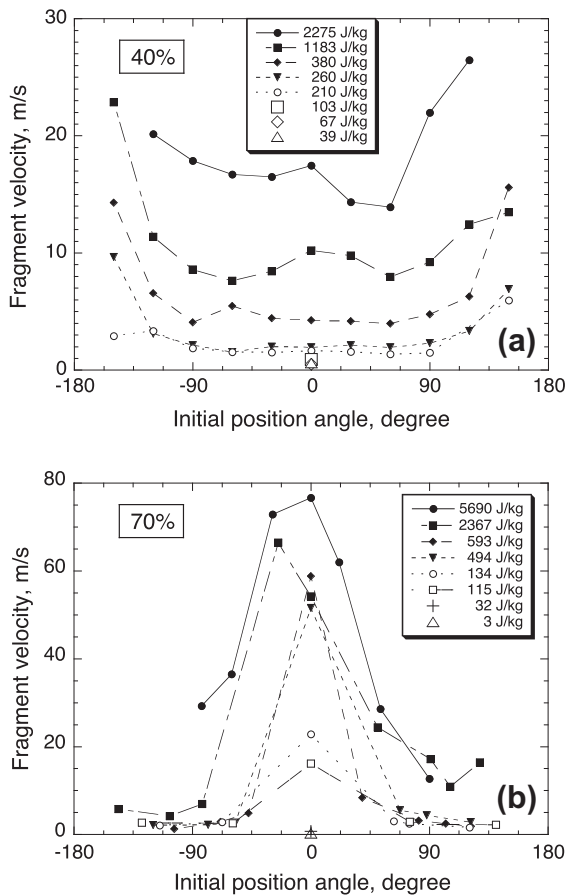 30
40%
2275 J/kg
1183 J/kg
380 J/kg
260 J/kg
210 J/kg
103 J/kg
67 J/kg
39 J/kg
20
10
0
Fragment velocity, m/s
(a)
-180 -90 0 90 180
Initial position angle, degree
80
70%
5690 J/kg
2367 J/kg
593 J/kg
494 J/kg
134 J/kg
115 J/kg
32 J/kg
3 J/kg
60
40
20
0
Fragment velocity, m/s
(b)
-180 -90 0 90 180
Initial position angle, degree